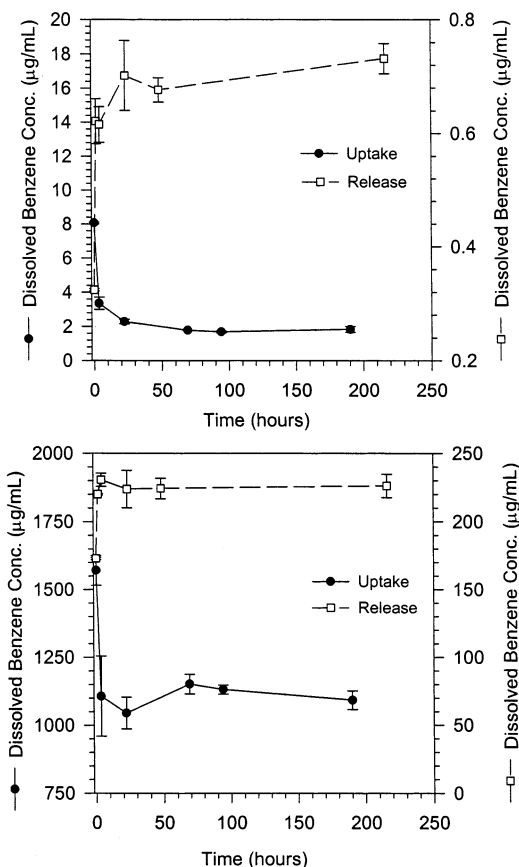 Dissolved Benzene Conc. (µg/mL)
20
18
16
14
12
10
8
6
4
2
0
Uptake
Release
0.8
0.6
0.4
0.2
Dissolved Benzene Conc. (µg/mL)
0 50 100 150 200 250
Time (hours)
Dissolved Benzene Conc. (µg/mL)
2000
1750
1500
1250
1000
750
Uptake
Release
250
200
150
100
50
0
Dissolved Benzene Conc. (µg/mL)
0 50 100 150 200 250
Time (hours)